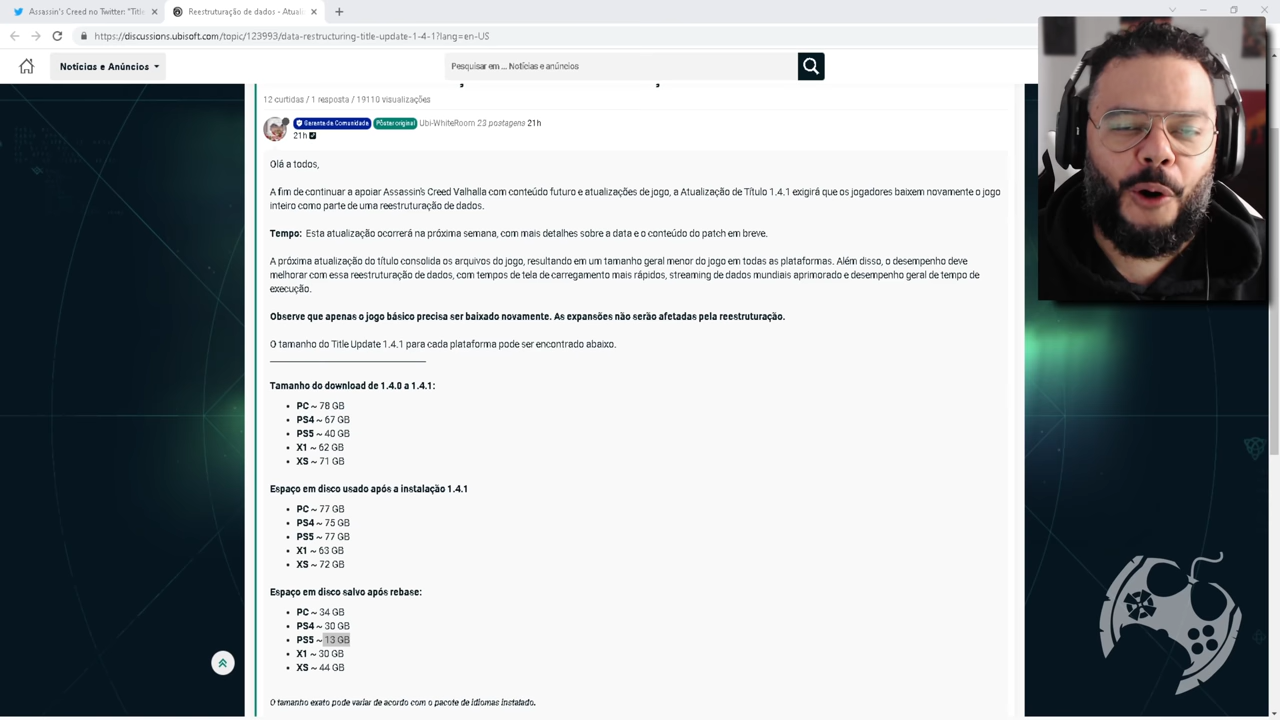 Assassin's Creed no Twitter: "Title
Reestruturação de dados - Atuali
https://discussions.ubisoft.com/topic/123993/data-restructuring-title-update-1-4-1?lang=en-US
Notícias e Anúncios
Pesquisar em ... Notícias e anúncios
12 curtidas / 1 resposta / 19110 visualizações
Gerente da Comunidade Pôster original Ubi-WhiteRoom 23 postagens 21h
21h
Olá a todos,
A fim de continuar a apoiar Assassin's Creed Valhalla com conteúdo futuro e atualizações de jogo, a Atualização de Título 1.4.1 exigirá que os jogadores baixem novamente o jogo
inteiro como parte de uma reestruturação de dados.
Tempo: Esta atualização ocorrerá na próxima semana, com mais detalhes sobre a data e o conteúdo do patch em breve.
A próxima atualização do título consolida os arquivos do jogo, resultando em um tamanho geral menor do jogo em todas as plataformas. Além disso, o desempenho deve
melhorar com essa reestruturação de dados, com tempos de tela de carregamento mais rápidos, streaming de dados mundiais aprimorado e desempenho geral de tempo de
execução.
Observe que apenas o jogo básico precisa ser baixado novamente. As expansões não serão afetadas pela reestruturação.
O tamanho do Title Update 1.4.1 para cada plataforma pode ser encontrado abaixo.
Tamanho do download de 1.4.0 a 1.4.1:
PC ~ 78 GB
PS4 ~ 67 GB
PS5 ~ 40 GB
X1 ~ 62 GB
XS ~ 71 GB
Espaço em disco usado após a instalação 1.4.1
PC ~ 77 GB
PS4 ~ 75 GB
PS5 ~ 77 GB
X1 ~ 63 GB
XS ~ 72 GB
Espaço em disco salvo após rebase:
PC ~ 34 GB
PS4 ~ 30 GB
PS5 ~ 13 GB
X1 ~ 30 GB
XS ~ 44 GB
O tamanho exato pode variar de acordo com o pacote de idiomas instalado.